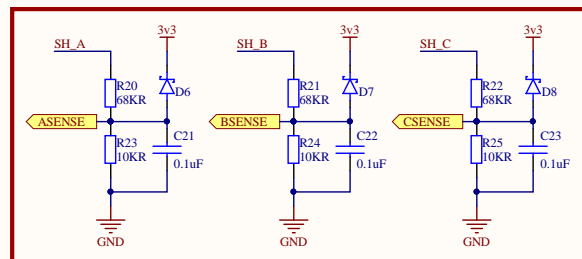 3v3 3v3 3v3
SH_A SH_B SH_C
R20 R21 R22
68KR D6 68KR D7 68KR D8
ASENSE BSENSE CSENSE
R23 C21 R24 C22 R25 C23
10KR 10KR 10KR
0.1uF 0.1uF 0.1uF
GND GND GND